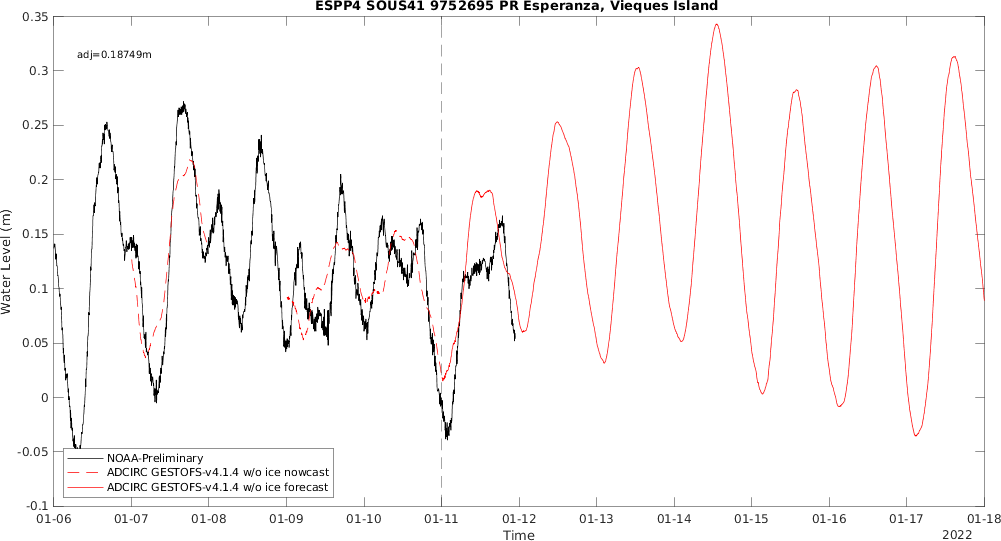 ESPP4 SOUS41 9752695 PR Esperanza, Vieques Island
adj=0.18749m
Water Level (m)
0.35
0.3
0.25
0.2
0.15
0.1
0.05
0
-0.05
-0.1
NOAA-Preliminary
ADCIRC GESTOFS-v4.1.4 w/o ice nowcast
ADCIRC GESTOFS-v4.1.4 w/o ice forecast
01-06 01-07 01-08 01-09 01-10 01-11 01-12 01-13 01-14 01-15 01-16 01-17 01-18
Time
2022